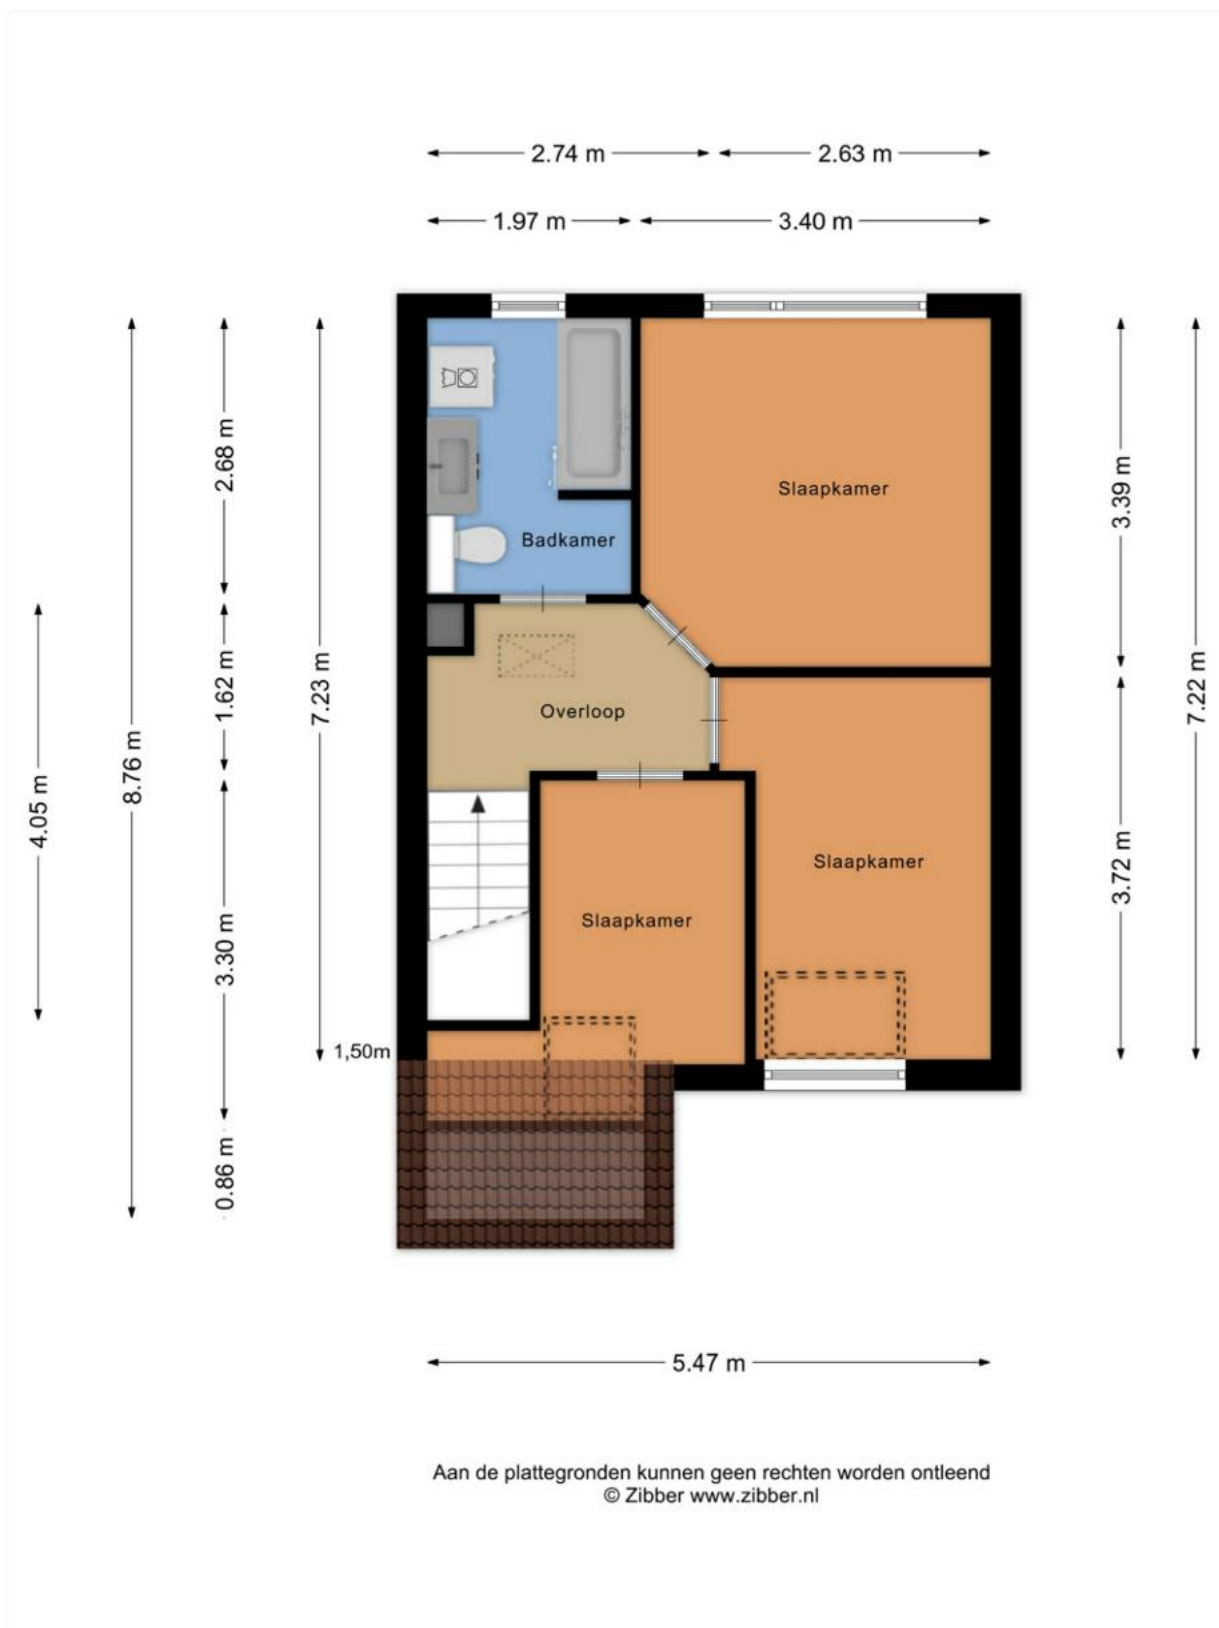 2.74 m
2.63 m
1.97 m
3.40 m
2.68 m
3.39 m
Slaapkamer
Badkamer
1.62 m
7.23 m
7.22 m
Overloop
8.76 m
4.05 m
3.72 m
Slaapkamer
Slaapkamer
3.30 m
1,50m
0.86 m
5.47 m
Aan de plattegronden kunnen geen rechten worden ontleend
© Zibber www.zibber.nl